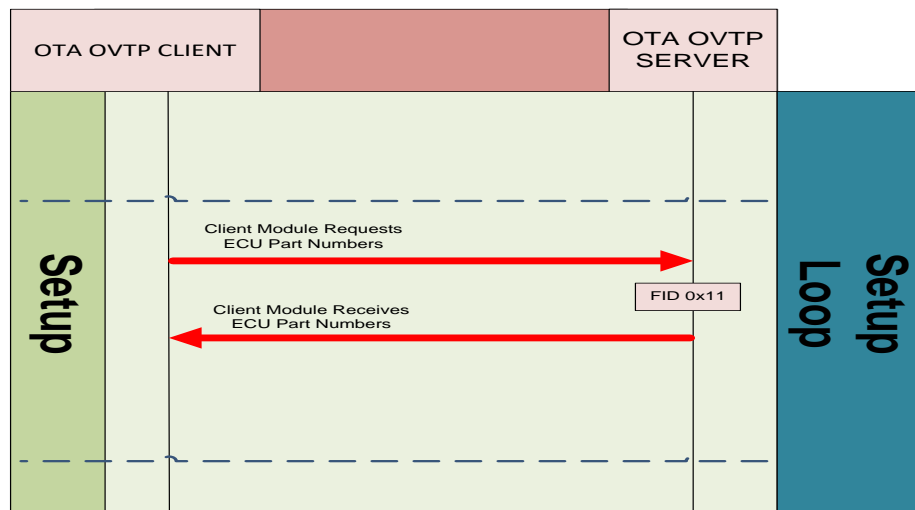 OTA OVTP CLIENT
OTA OVTP
SERVER
Client Module Requests
ECU Part Numbers
FID 0x11
Client Module Receives
ECU Part Numbers
Setup
Setup
Loop